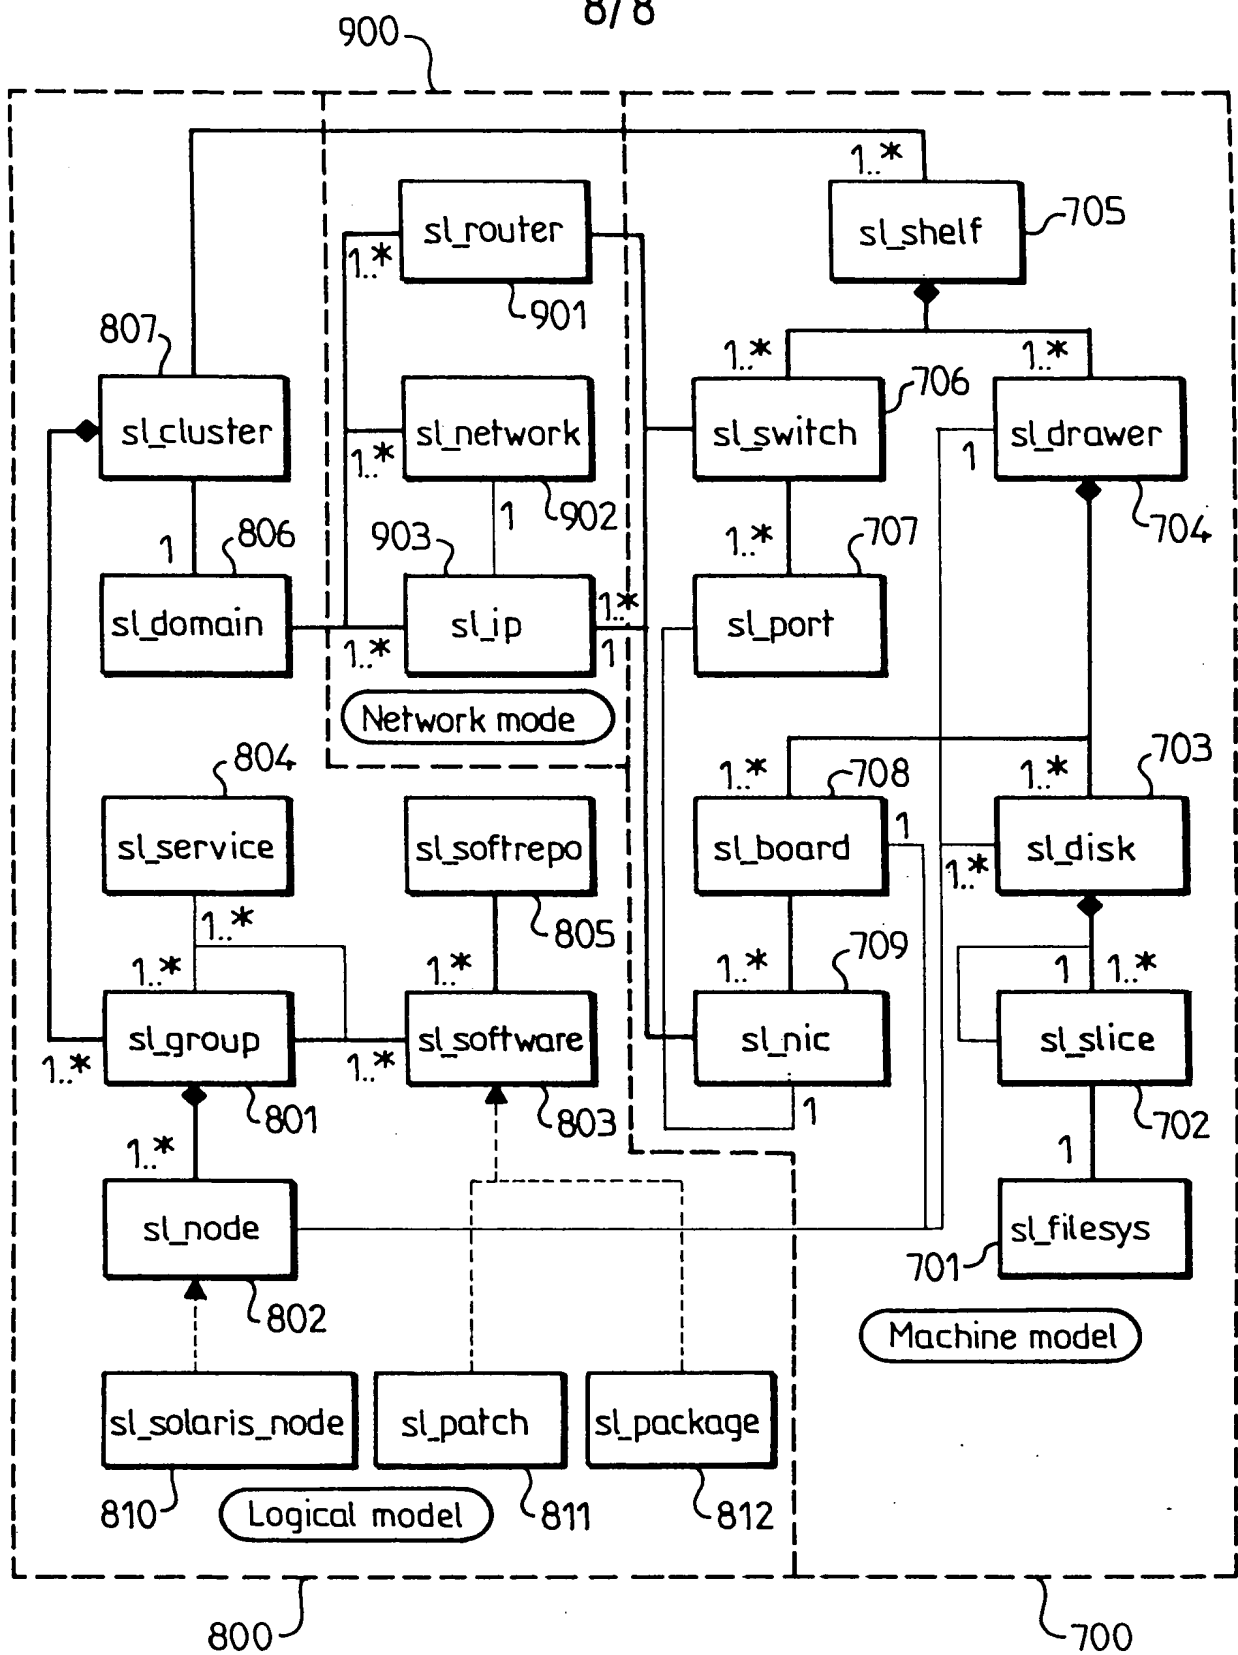 8/8
900
1..*
sl_router
1..*
901
sl_shelf
705
807
1..*
1..*
sl_cluster
sl_network
1..*
902
sl_switch
706
sl_drawer
1
704
1
806
1
903
1..*
707
sl_domain
1..*
sl_ip
1..*
1
sl_port
Network mode
804
1..*
708
1..*
703
sl_service
sl_softrepo
805
sl_board
1
1..*
sl_disk
1..*
1..*
1..*
1..*
709
1
1..*
sl_group
1..*
801
1..*
sl_software
803
sl_nic
1
sl_slice
702
1..*
1
sl_node
802
sl_filesys
701
Machine model
sl_solaris_node
sl_patch
sl_package
810
Logical model
811
812
800
700